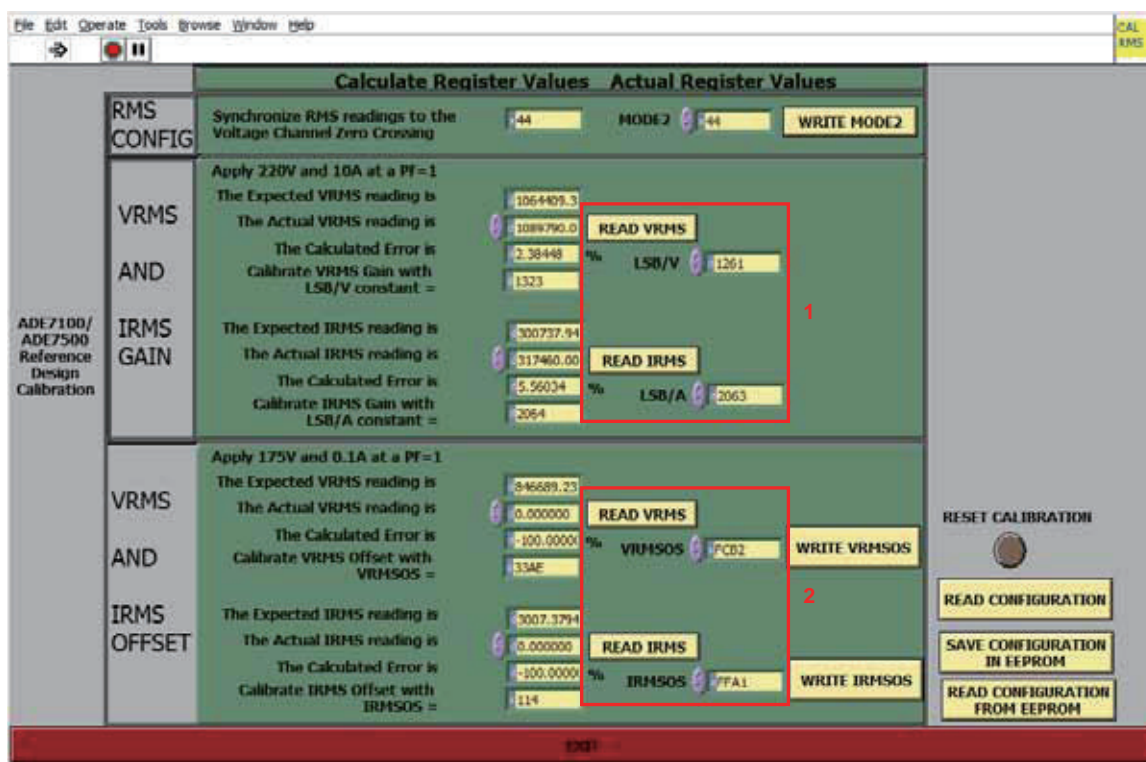 File Edit Operate Tools Browse Window Help
CAL
RMS
Calculate Register Values Actual Register Values
RMS
CONFIG
Synchronize RMS readings to the
Voltage Channel Zero Crossing
44
MODE2 44
WRITE MODE2
ADE7100/
ADE7500
Reference
Design
Calibration
VRMS
AND
IRMS
GAIN
Apply 220V and 10A at a PF=1
The Expected VRMS reading is 1064409.3
The Actual VRMS reading is 1089790.0 READ VRMS
The Calculated Error is 2.38448 %
LSB/V 1261
Calibrate VRMS Gain with
LSB/V constant = 1323
1
The Expected IRMS reading is 300737.94
The Actual IRMS reading is 317460.00 READ IRMS
The Calculated Error is 5.56034 %
LSB/A 2063
Calibrate IRMS Gain with
LSB/A constant = 2064
VRMS
AND
IRMS
OFFSET
Apply 175V and 0.1A at a PF=1
The Expected VRMS reading is 846689.23
The Actual VRMS reading is 0.000000 READ VRMS
The Calculated Error is -100.0000 %
VRMSOS FCB2 WRITE VRMSOS
Calibrate VRMS Offset with
VRMSOS = 33AE
2
The Expected IRMS reading is 3007.3794
The Actual IRMS reading is 0.000000 READ IRMS
The Calculated Error is -100.0000 %
IRMSOS FFA1 WRITE IRMSOS
Calibrate IRMS Offset with
IRMSOS = 114
RESET CALIBRATION
READ CONFIGURATION
SAVE CONFIGURATION
IN EEPROM
READ CONFIGURATION
FROM EEPROM
EXIT